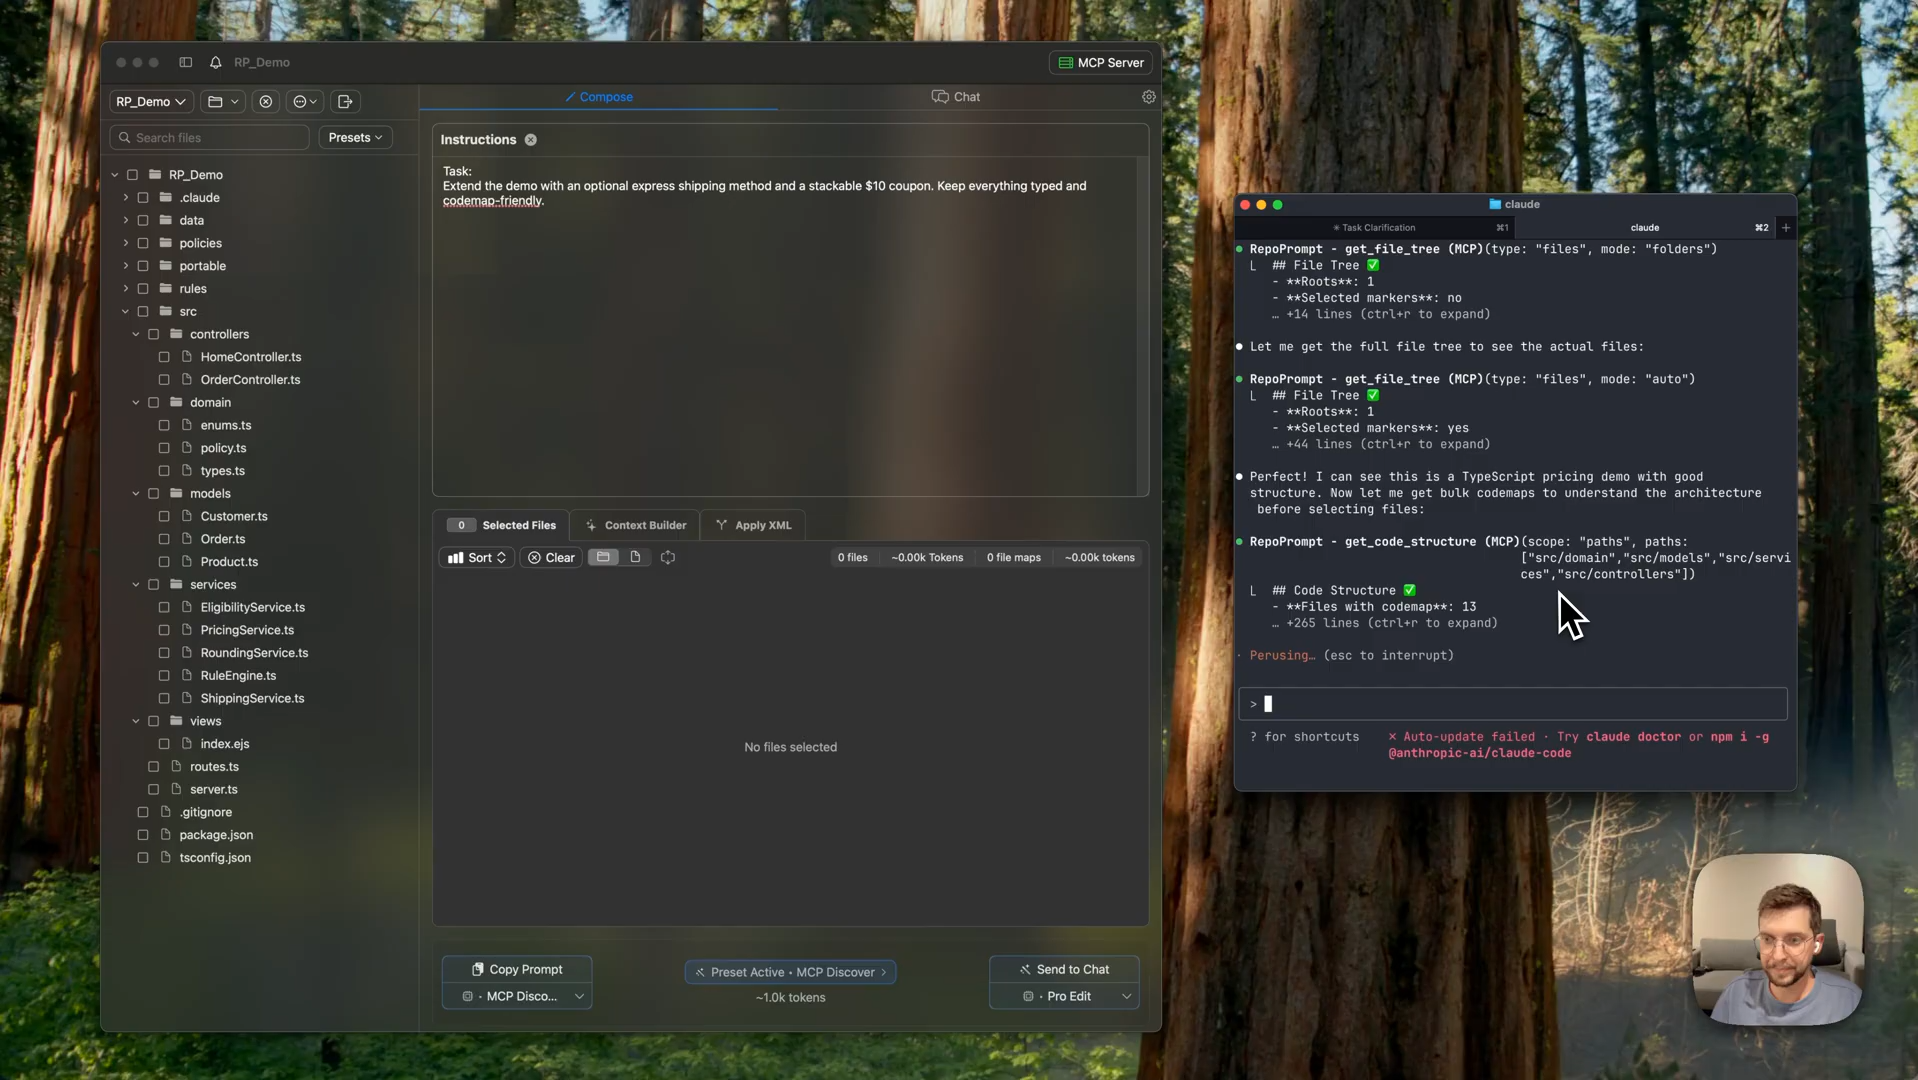 RP_Demo
MCP Server
RP_Demo
Search files
Presets
RP_Demo
.claude
data
policies
portable
rules
src
controllers
HomeController.ts
OrderController.ts
domain
enums.ts
policy.ts
types.ts
models
Customer.ts
Order.ts
Product.ts
services
EligibilityService.ts
PricingService.ts
RoundingService.ts
RuleEngine.ts
ShippingService.ts
views
index.ejs
routes.ts
server.ts
.gitignore
package.json
tsconfig.json
Compose
Chat
Instructions
Task:
Extend the demo with an optional express shipping method and a stackable $10 coupon. Keep everything typed and
codemap-friendly.
0 Selected Files
Context Builder
Apply XML
Sort
Clear
0 files
~0.00k Tokens
0 file maps
~0.00k tokens
No files selected
Copy Prompt
· MCP Disco...
Preset Active • MCP Discover >
~1.0k tokens
Send to Chat
· Pro Edit
claude
✳ Task Clarification ⌘1
claude ⌘2 +
● RepoPrompt - get_file_tree (MCP)(type: "files", mode: "folders")
⎿ ## File Tree ✅
- **Roots**: 1
- **Selected markers**: no
… +14 lines (ctrl+r to expand)
● Let me get the full file tree to see the actual files:
● RepoPrompt - get_file_tree (MCP)(type: "files", mode: "auto")
⎿ ## File Tree ✅
- **Roots**: 1
- **Selected markers**: yes
… +44 lines (ctrl+r to expand)
● Perfect! I can see this is a TypeScript pricing demo with good
structure. Now let me get bulk codemaps to understand the architecture
before selecting files:
● RepoPrompt - get_code_structure (MCP)(scope: "paths", paths:
["src/domain","src/models","src/servi
ces","src/controllers"])
⎿ ## Code Structure ✅
- **Files with codemap**: 13
… +265 lines (ctrl+r to expand)
· Perusing… (esc to interrupt)
>
? for shortcuts
✕ Auto-update failed · Try claude doctor or npm i -g
@anthropic-ai/claude-code